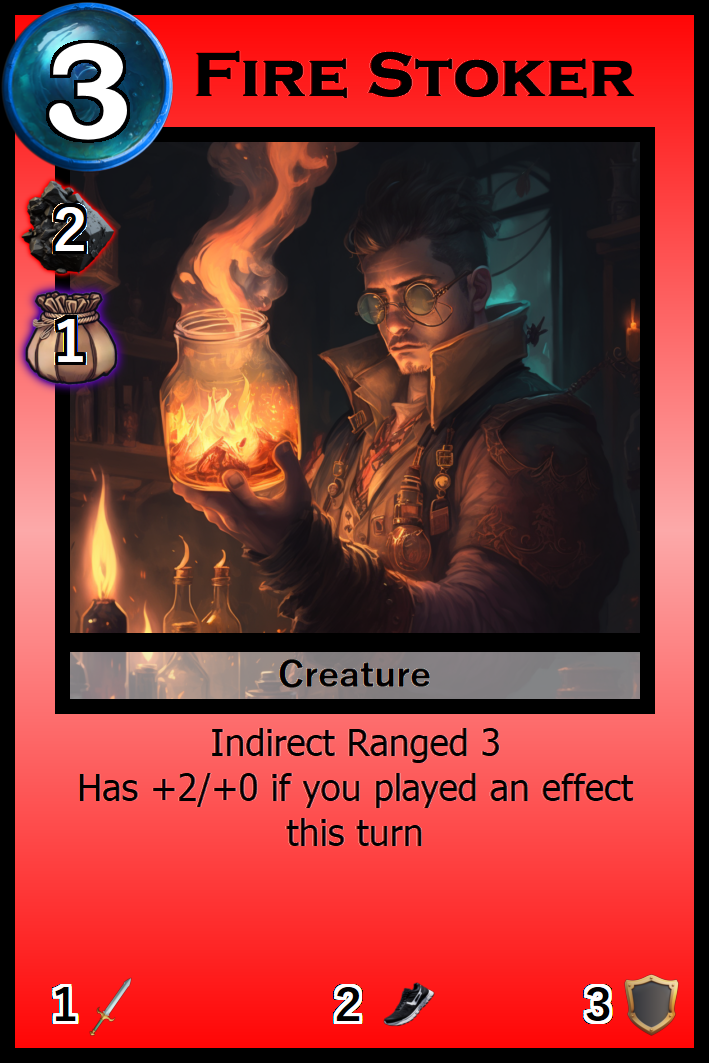 3
Fire Stoker
2
1
Creature
Indirect Ranged 3
Has +2/+0 if you played an effect
this turn
1 2 3